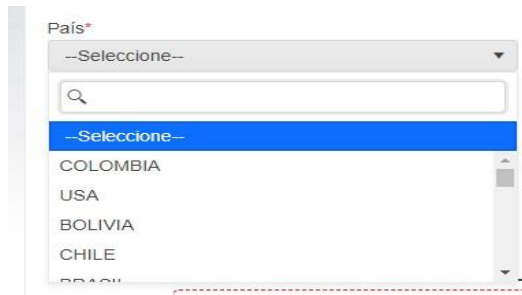 País*
--Seleccione--
--Seleccione--
COLOMBIA
USA
BOLIVIA
CHILE